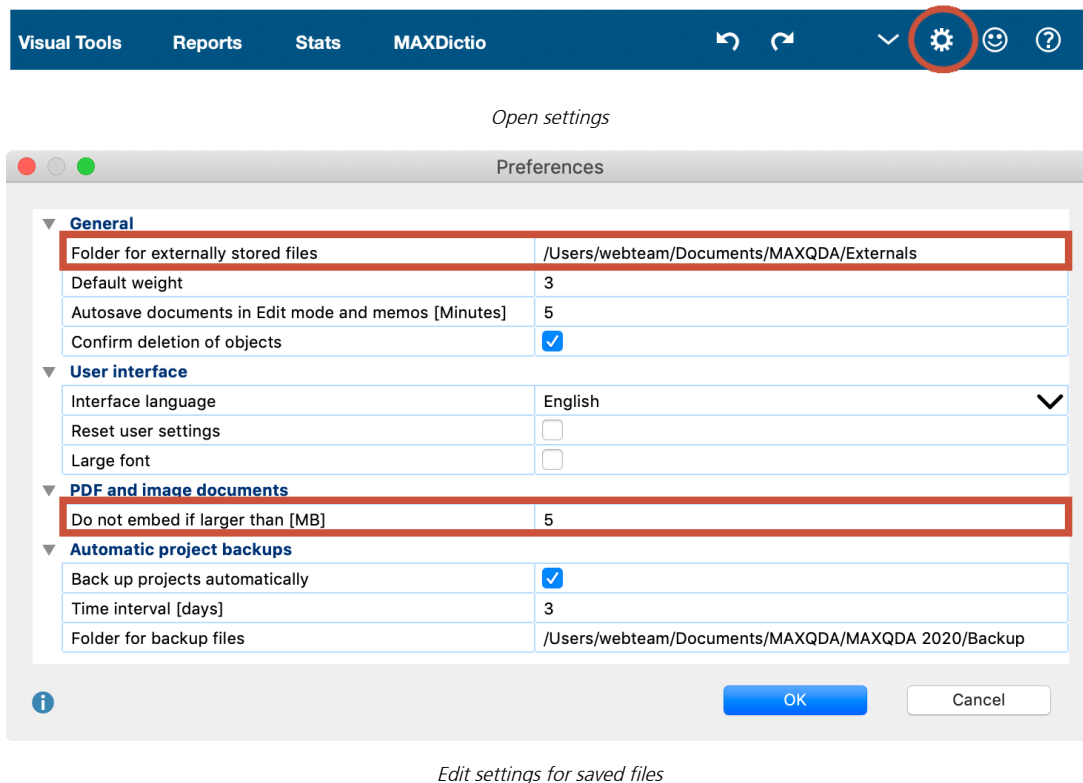 Visual Tools Reports Stats MAXDictio
Open settings
Preferences
General
Folder for externally stored files /Users/webteam/Documents/MAXQDA/Externals
Default weight 3
Autosave documents in Edit mode and memos [Minutes] 5
Confirm deletion of objects
User interface
Interface language English
Reset user settings
Large font
PDF and image documents
Do not embed if larger than [MB] 5
Automatic project backups
Back up projects automatically
Time interval [days] 3
Folder for backup files /Users/webteam/Documents/MAXQDA/MAXQDA 2020/Backup
OK Cancel
Edit settings for saved files